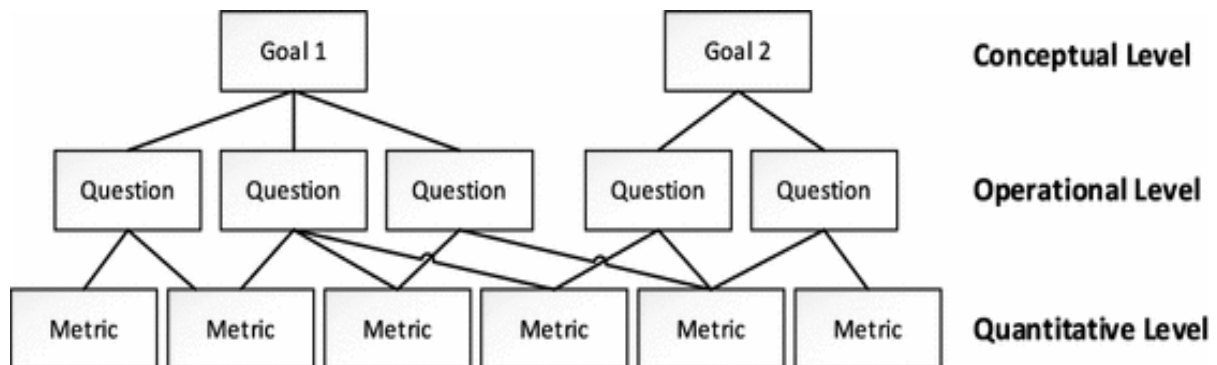 Goal 1 Goal 2 Conceptual Level
Question Question Question Question Question Operational Level
Metric Metric Metric Metric Metric Metric Quantitative Level